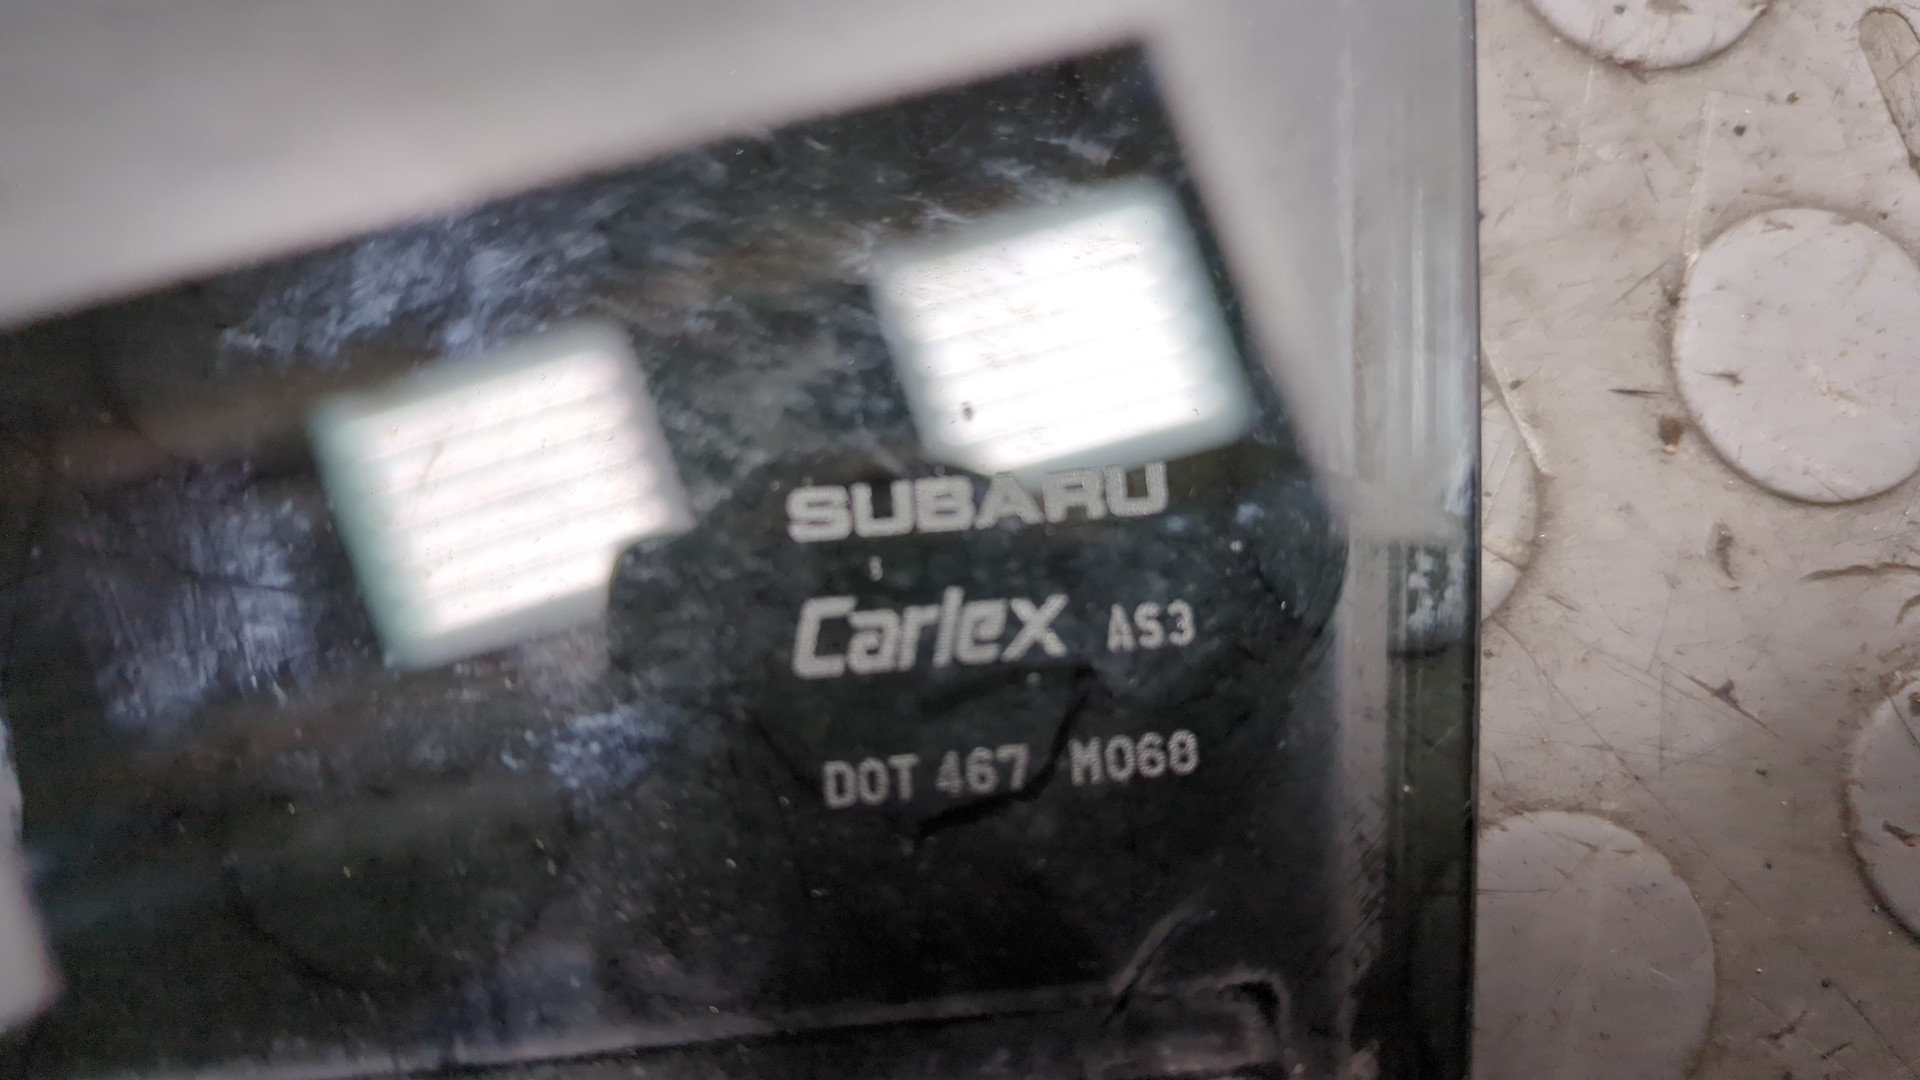 SUBARU
Carlex AS3
DOT 467 M068